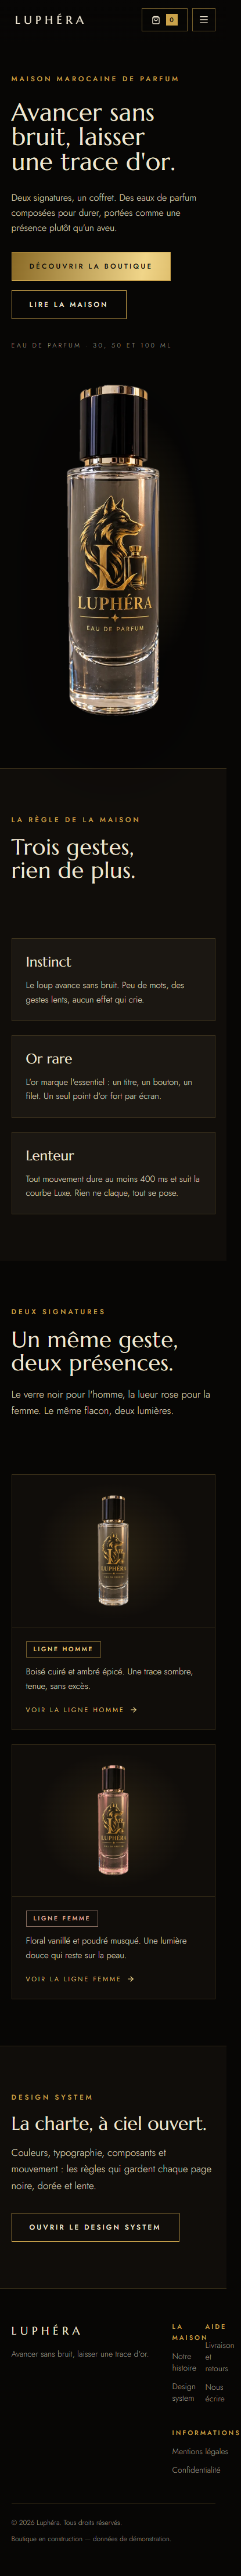 LUPHÉRA
0
MAISON MAROCAINE DE PARFUM
Avancer sans
bruit, laisser
une trace d'or.
Deux signatures, un coffret. Des eaux de parfum
composées pour durer, portées comme une
présence plutôt qu'un aveu.
DÉCOUVRIR LA BOUTIQUE
LIRE LA MAISON
EAU DE PARFUM · 30, 50 ET 100 ML
L
LUPHÉRA
EAU DE PARFUM
LA RÈGLE DE LA MAISON
Trois gestes,
rien de plus.
Instinct
Le loup avance sans bruit. Peu de mots, des
gestes lents, aucun effet qui crie.
Or rare
L'or marque l'essentiel : un titre, un bouton, un
filet. Un seul point d'or fort par écran.
Lenteur
Tout mouvement dure au moins 400 ms et suit la
courbe Luxe. Rien ne claque, tout se pose.
DEUX SIGNATURES
Un même geste,
deux présences.
Le verre noir pour l'homme, la lueur rose pour la
femme. Le même flacon, deux lumières.
LUPHÉRA
LIGNE HOMME
Boisé cuiré et ambré épicé. Une trace sombre,
tenue, sans excès.
VOIR LA LIGNE HOMME →
LUPHÉRA
LIGNE FEMME
Floral vanillé et poudré musqué. Une lumière
douce qui reste sur la peau.
VOIR LA LIGNE FEMME →
DESIGN SYSTEM
La charte, à ciel ouvert.
Couleurs, typographie, composants et
mouvement : les règles qui gardent chaque page
noire, dorée et lente.
OUVRIR LE DESIGN SYSTEM
LUPHÉRA
Avancer sans bruit, laisser une trace d'or.
LA
MAISON
Notre
histoire
Design
system
AIDE
Livraison
et
retours
Nous
écrire
INFORMATIONS
Mentions légales
Confidentialité
© 2026 Luphéra. Tous droits réservés.
Boutique en construction — données de démonstration.